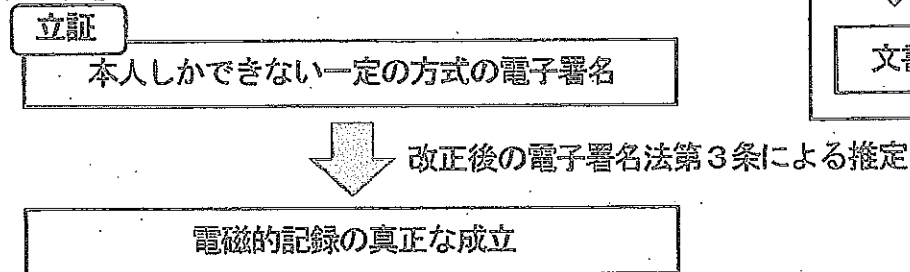 立証
本人しかできない一定の方式の電子署名
改正後の電子署名法第3条による推定
電磁的記録の真正な成立
文